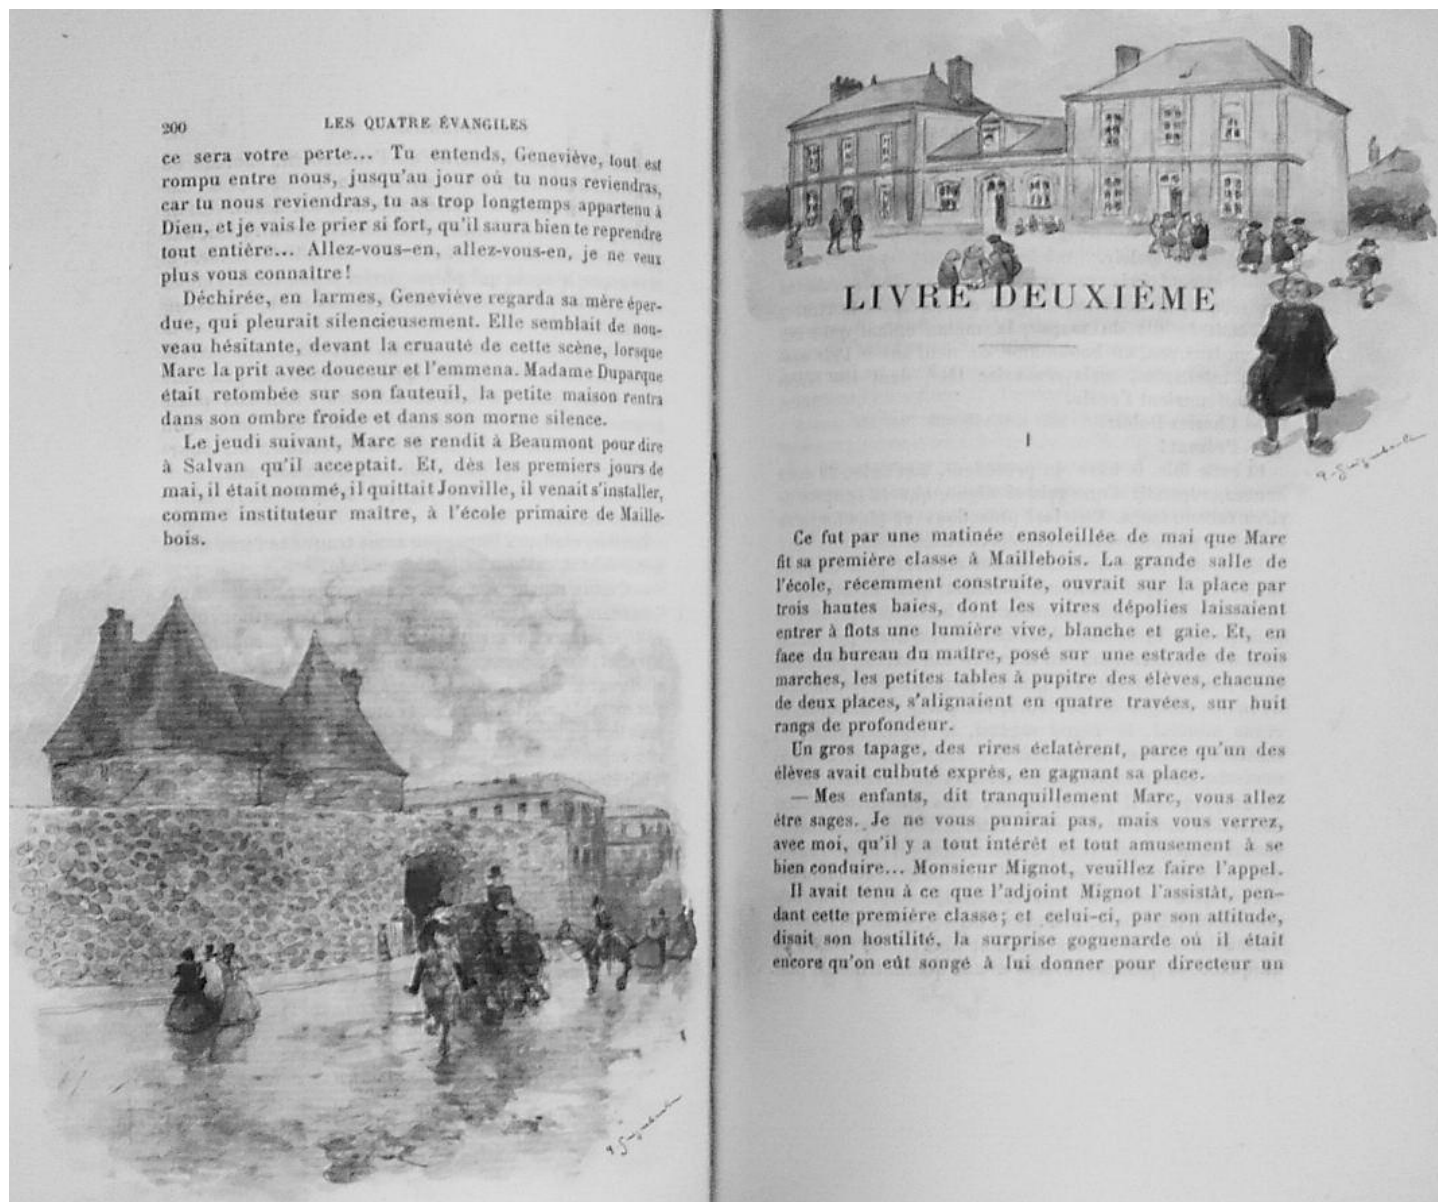 200
LES QUATRE ÉVANGILES
ce sera votre perte... Tu entends, Geneviève, tout est
rompu entre nous, jusqu'au jour où tu nous reviendras,
car tu nous reviendras, tu as trop longtemps appartenu à
Dieu, et je vais le prier si fort, qu'il saura bien te reprendre
tout entière... Allez-vous-en, allez-vous-en, je ne veux
plus vous connaître!
Déchirée, en larmes, Geneviève regarda sa mère éper-
due, qui pleurait silencieusement. Elle semblait de nou-
veau hésitante, devant la cruauté de cette scène, lorsque
Marc la prit avec douceur et l'emmena. Madame Duparque
était retombée sur son fauteuil, la petite maison rentra
dans son ombre froide et dans son morne silence.
Le jeudi suivant, Marc se rendit à Beaumont pour dire
à Salvan qu'il acceptait. Et, dès les premiers jours de
mai, il était nommé, il quittait Jonville, il venait s'installer,
comme instituteur maître, à l'école primaire de Maille-
bois.
LIVRE DEUXIÈME
I
Ce fut par une matinée ensoleillée de mai que Marc
fit sa première classe à Maillebois. La grande salle de
l'école, récemment construite, ouvrait sur la place par
trois hautes baies, dont les vitres dépolies laissaient
entrer à flots une lumière vive, blanche et gaie. Et, en
face du bureau du maître, posé sur une estrade de trois
marches, les petites tables à pupitre des élèves, chacune
de deux places, s'alignaient en quatre travées, sur huit
rangs de profondeur.
Un gros tapage, des rires éclatèrent, parce qu'un des
élèves avait culbuté exprès, en gagnant sa place.
— Mes enfants, dit tranquillement Marc, vous allez
être sages. Je ne vous punirai pas, mais vous verrez,
avec moi, qu'il y a tout intérêt et tout amusement à se
bien conduire... Monsieur Mignot, veuillez faire l'appel.
Il avait tenu à ce que l'adjoint Mignot l'assistât, pen-
dant cette première classe; et celui-ci, par son attitude,
disait son hostilité, la surprise goguenarde où il était
encore qu'on eût songé à lui donner pour directeur un